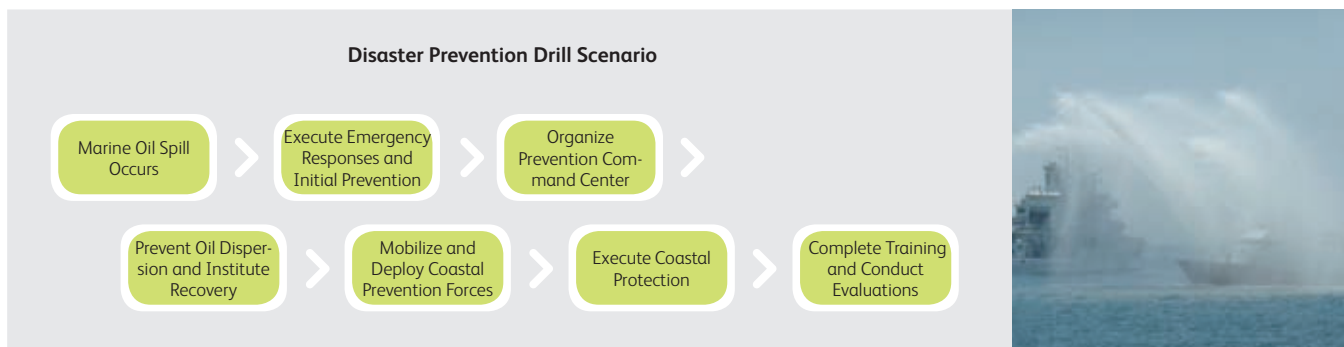 Disaster Prevention Drill Scenario
Marine Oil Spill
Occurs
Execute Emergency
Responses and
Initial Prevention
Organize
Prevention Com-
mand Center
Prevent Oil Disper-
sion and Institute
Recovery
Mobilize and
Deploy Coastal
Prevention Forces
Execute Coastal
Protection
Complete Training
and Conduct
Evaluations